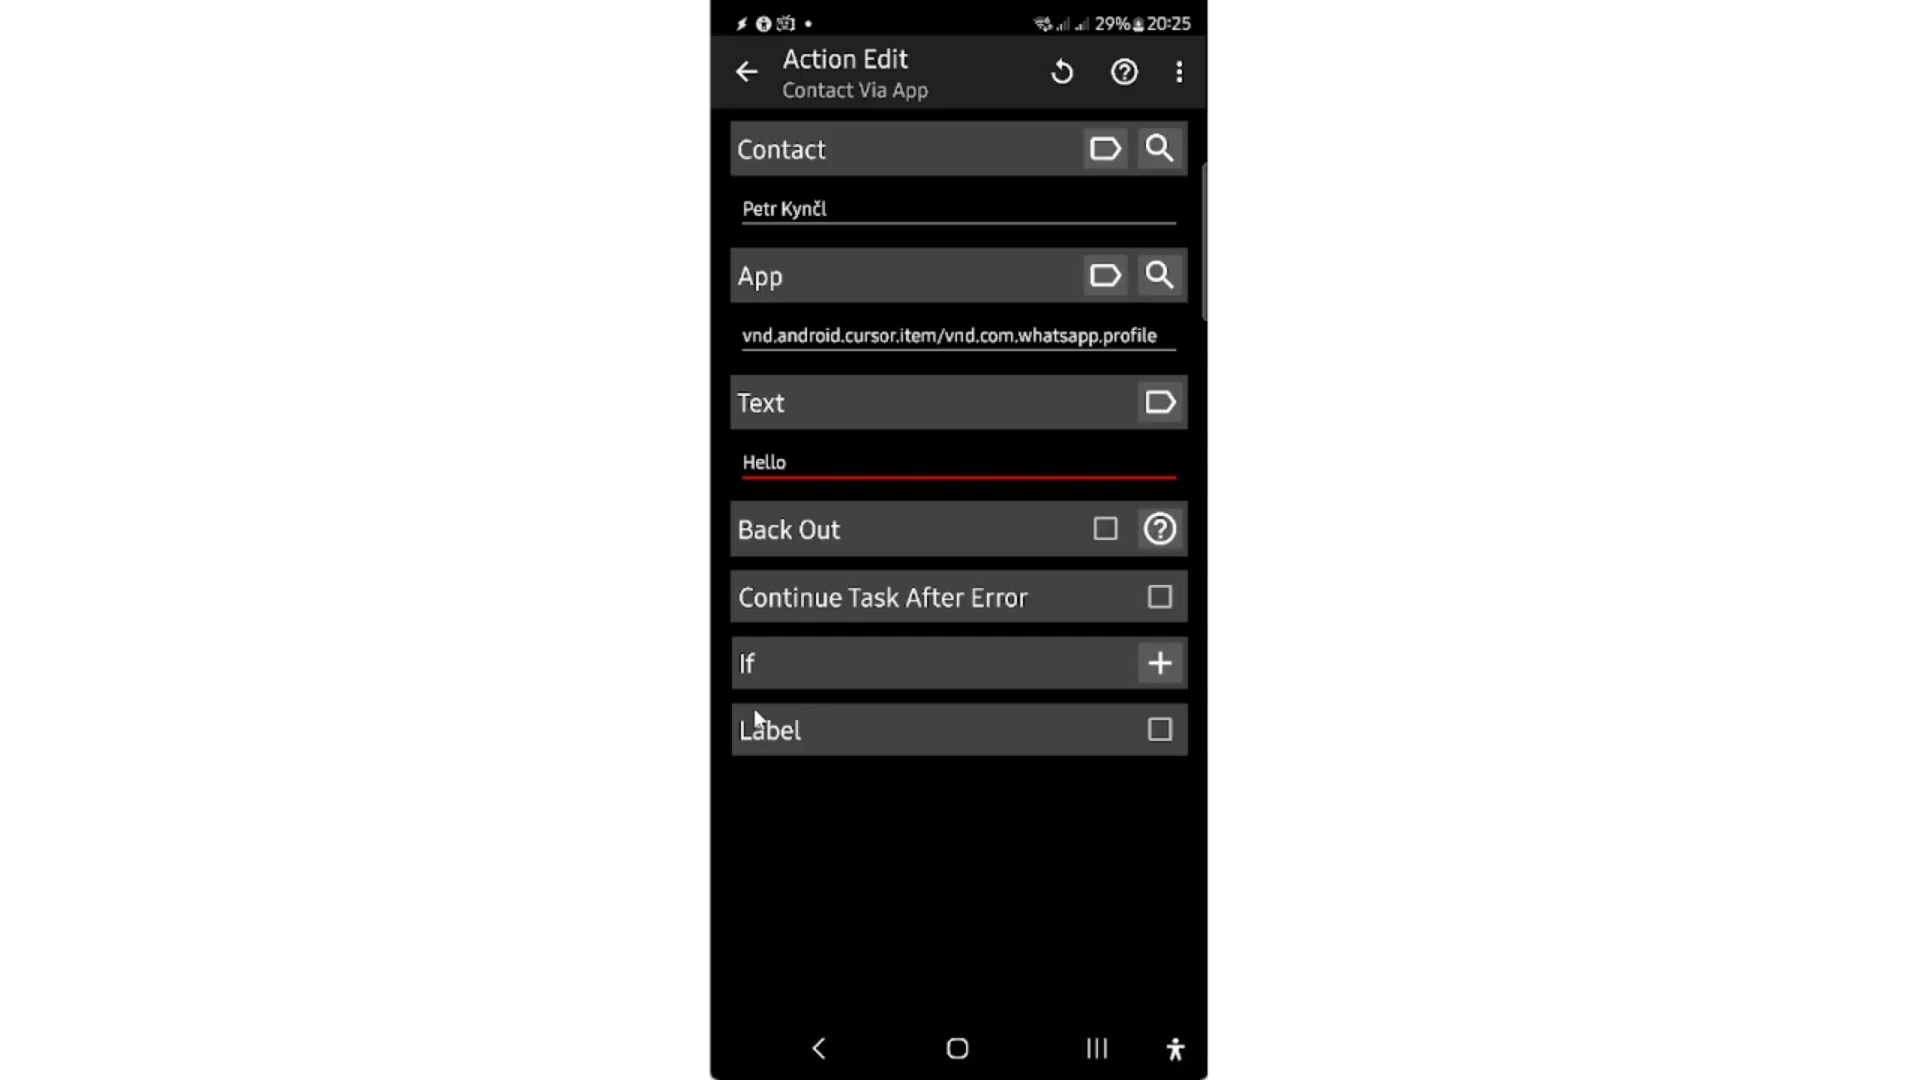 29% 20:25
Action Edit
Contact Via App
Contact
Petr Kynčl
App
vnd.android.cursor.item/vnd.com.whatsapp.profile
Text
Hello
Back Out
Continue Task After Error
If
Label